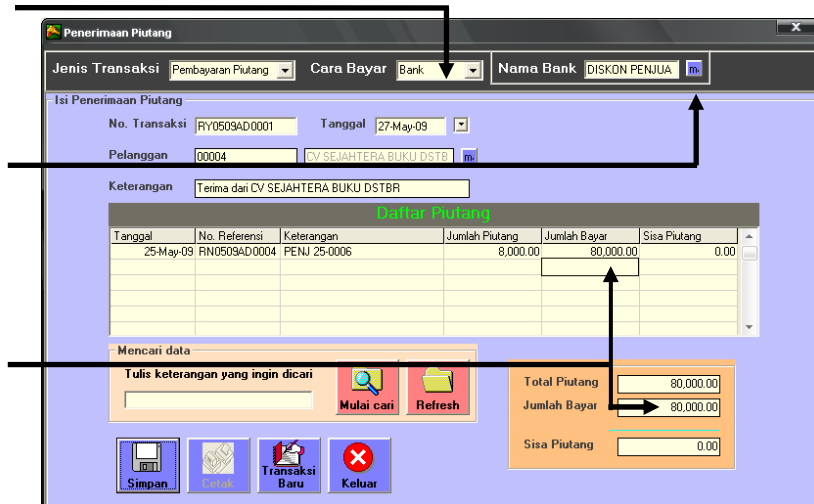 Penerimaan Piutang
Jenis Transaksi Pembayaran Piutang Cara Bayar Bank Nama Bank DISKON PENJUA m.
Isi Penerimaan Piutang
No. Transaksi RY0509AD0001 Tanggal 27-May-09
Pelanggan 00004 CV SEJAHTERA BUKU DSTB m.
Keterangan Terima dari CV SEJAHTERA BUKU DSTBR
Daftar Piutang
Tanggal No. Referensi Keterangan Jumlah Piutang Jumlah Bayar Sisa Piutang
25-May-09 RN0509AD0004 PENJ 25-0006 8,000.00 80,000.00 0.00
Mencari data
Tulis keterangan yang ingin dicari
Mulai cari Refresh
Total Piutang 80,000.00
Jumlah Bayar 80,000.00
Sisa Piutang 0.00
Simpan Cetak Transaksi Baru Keluar